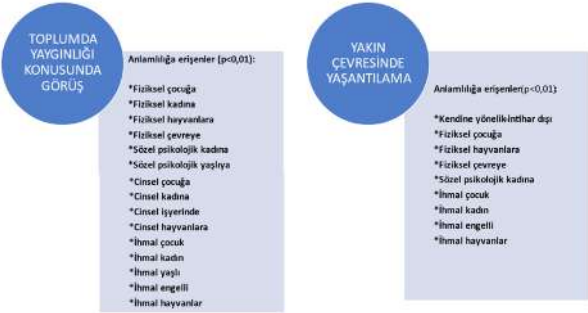 TOPLUMDA
YAYGINLIĞI
KONUSUNDA
GÖRÜŞ
Anlamlılığa erişenler (p<0,01):
*Fiziksel çocuğa
*Fiziksel kadına
*Fiziksel hayvanlara
*Fiziksel çevreye
*Sözel psikolojik kadına
*Sözel psikolojik yaşlıya
*Cinsel çocuğa
*Cinsel kadına
*Cinsel işyerinde
*Cinsel hayvanlara
*İhmal çocuk
*İhmal kadın
*İhmal yaşlı
*İhmal engelli
*İhmal hayvanlar
YAKIN
ÇEVRESİNDE
YAŞANTILAMA
Anlamlılığa erişenler(p<0,01)
*Kendine yönelik-intihar dışı
*Fiziksel çocuğa
*Fiziksel hayvanlara
*Fiziksel çevreye
*Sözel psikolojik kadına
*İhmal çocuk
*İhmal kadın
*İhmal engelli
*İhmal hayvanlar